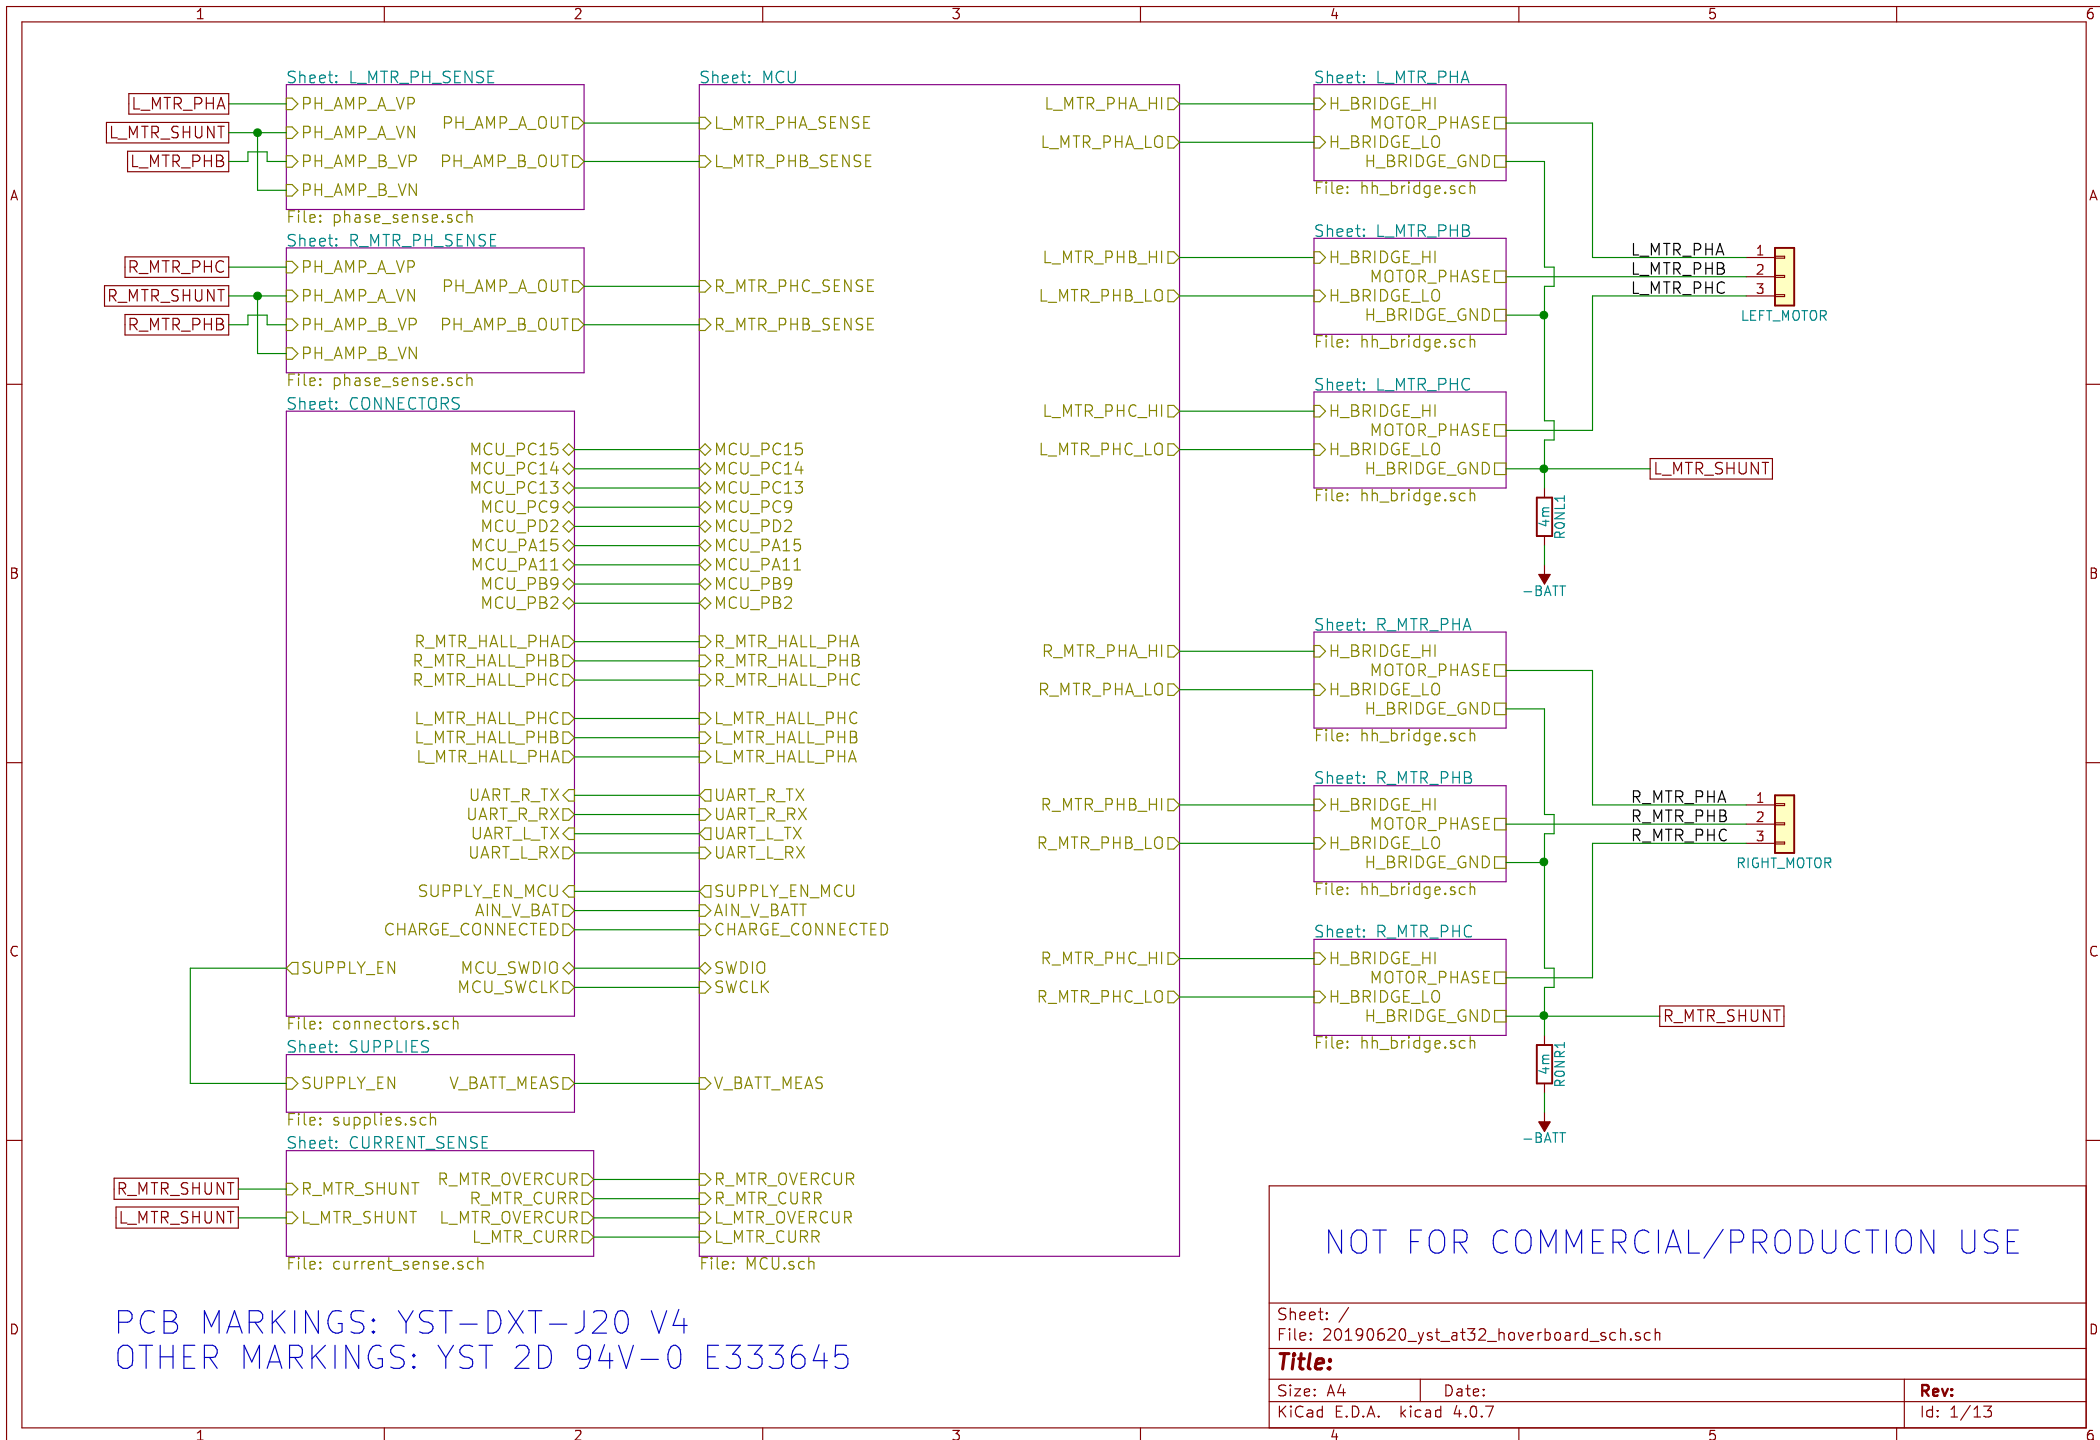 1 2 3 4 5 6
Sheet: L_MTR_PH_SENSE
L_MTR_PHA
L_MTR_SHUNT
L_MTR_PHB
PH_AMP_A_VP
PH_AMP_A_VN
PH_AMP_B_VP
PH_AMP_B_VN
PH_AMP_A_OUT
PH_AMP_B_OUT
File: phase_sense.sch
Sheet: R_MTR_PH_SENSE
R_MTR_PHC
R_MTR_SHUNT
R_MTR_PHB
PH_AMP_A_VP
PH_AMP_A_VN
PH_AMP_B_VP
PH_AMP_B_VN
PH_AMP_A_OUT
PH_AMP_B_OUT
File: phase_sense.sch
Sheet: CONNECTORS
MCU_PC15
MCU_PC14
MCU_PC13
MCU_PC9
MCU_PD2
MCU_PA15
MCU_PA11
MCU_PB9
MCU_PB2
R_MTR_HALL_PHA
R_MTR_HALL_PHB
R_MTR_HALL_PHC
L_MTR_HALL_PHC
L_MTR_HALL_PHB
L_MTR_HALL_PHA
UART_R_TX
UART_R_RX
UART_L_TX
UART_L_RX
SUPPLY_EN_MCU
AIN_V_BAT
CHARGE_CONNECTED
SUPPLY_EN
MCU_SWDIO
MCU_SWCLK
File: connectors.sch
Sheet: SUPPLIES
SUPPLY_EN
V_BATT_MEAS
File: supplies.sch
Sheet: CURRENT_SENSE
R_MTR_SHUNT
L_MTR_SHUNT
R_MTR_SHUNT
L_MTR_SHUNT
R_MTR_OVERCUR
R_MTR_CURR
L_MTR_OVERCUR
L_MTR_CURR
File: current_sense.sch
Sheet: MCU
L_MTR_PHA_SENSE
L_MTR_PHB_SENSE
R_MTR_PHC_SENSE
R_MTR_PHB_SENSE
MCU_PC15
MCU_PC14
MCU_PC13
MCU_PC9
MCU_PD2
MCU_PA15
MCU_PA11
MCU_PB9
MCU_PB2
R_MTR_HALL_PHA
R_MTR_HALL_PHB
R_MTR_HALL_PHC
L_MTR_HALL_PHC
L_MTR_HALL_PHB
L_MTR_HALL_PHA
UART_R_TX
UART_R_RX
UART_L_TX
UART_L_RX
SUPPLY_EN_MCU
AIN_V_BATT
CHARGE_CONNECTED
SWDIO
SWCLK
V_BATT_MEAS
R_MTR_OVERCUR
R_MTR_CURR
L_MTR_OVERCUR
L_MTR_CURR
L_MTR_PHA_HI
L_MTR_PHA_LO
L_MTR_PHB_HI
L_MTR_PHB_LO
L_MTR_PHC_HI
L_MTR_PHC_LO
R_MTR_PHA_HI
R_MTR_PHA_LO
R_MTR_PHB_HI
R_MTR_PHB_LO
R_MTR_PHC_HI
R_MTR_PHC_LO
File: MCU.sch
Sheet: L_MTR_PHA
H_BRIDGE_HI
MOTOR_PHASE
H_BRIDGE_LO
H_BRIDGE_GND
File: hh_bridge.sch
Sheet: L_MTR_PHB
H_BRIDGE_HI
MOTOR_PHASE
H_BRIDGE_LO
H_BRIDGE_GND
File: hh_bridge.sch
Sheet: L_MTR_PHC
H_BRIDGE_HI
MOTOR_PHASE
H_BRIDGE_LO
H_BRIDGE_GND
File: hh_bridge.sch
L_MTR_PHA 1
L_MTR_PHB 2
L_MTR_PHC 3
LEFT_MOTOR
L_MTR_SHUNT
4m
RONL1
-BATT
Sheet: R_MTR_PHA
H_BRIDGE_HI
MOTOR_PHASE
H_BRIDGE_LO
H_BRIDGE_GND
File: hh_bridge.sch
Sheet: R_MTR_PHB
H_BRIDGE_HI
MOTOR_PHASE
H_BRIDGE_LO
H_BRIDGE_GND
File: hh_bridge.sch
Sheet: R_MTR_PHC
H_BRIDGE_HI
MOTOR_PHASE
H_BRIDGE_LO
H_BRIDGE_GND
File: hh_bridge.sch
R_MTR_PHA 1
R_MTR_PHB 2
R_MTR_PHC 3
RIGHT_MOTOR
R_MTR_SHUNT
4m
RONR1
-BATT
A A
B B
C C
D D
PCB MARKINGS: YST-DXT-J20 V4
OTHER MARKINGS: YST 2D 94V-0 E333645
NOT FOR COMMERCIAL/PRODUCTION USE
Sheet: /
File: 20190620_yst_at32_hoverboard_sch.sch
Title:
Size: A4 Date: Rev:
KiCad E.D.A. kicad 4.0.7 Id: 1/13
1 2 3 4 5 6